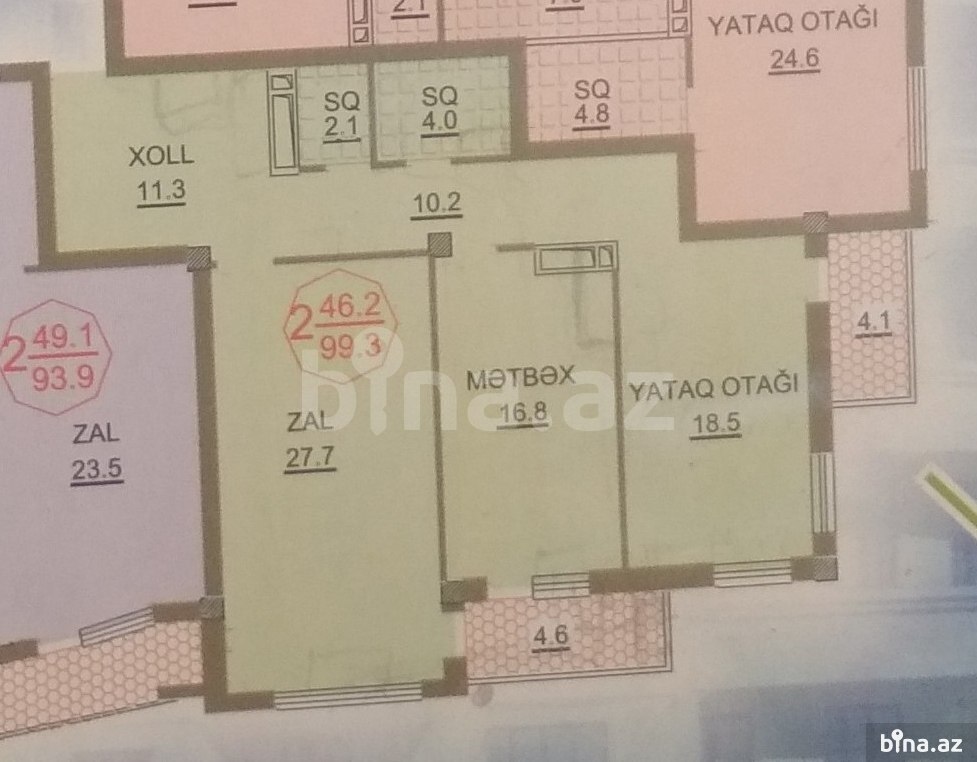 2.1
YATAQ OTAĞI
24.6
SQ
2.1
SQ
4.0
SQ
4.8
XOLL
11.3
10.2
2 49.1
93.9
ZAL
23.5
2 46.2
99.3
ZAL
27.7
MƏTBƏX
16.8
YATAQ OTAĞI
18.5
4.1
4.6
bina.az
bina.az